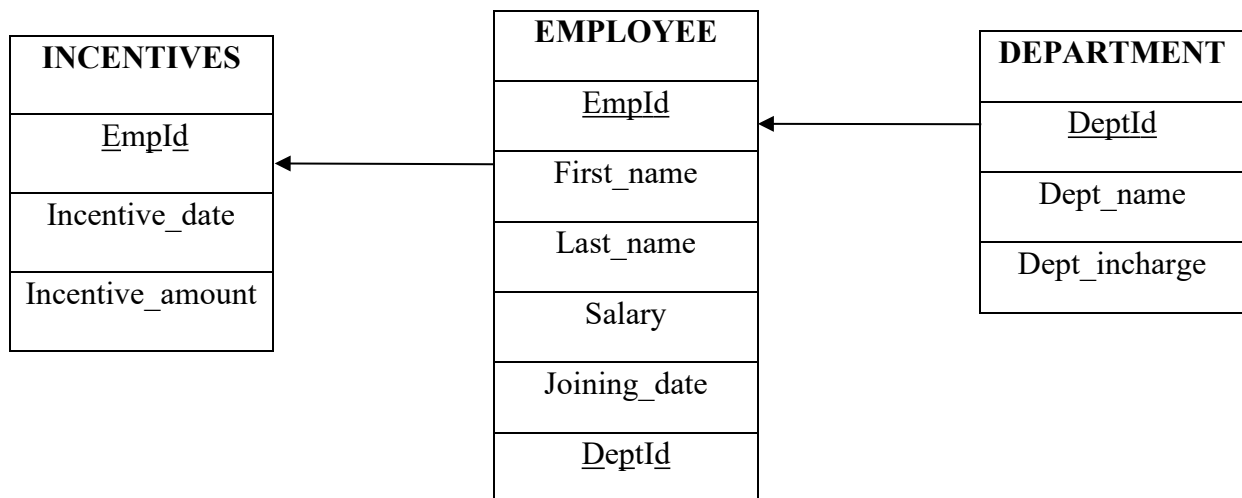 INCENTIVES
EmpId
Incentive_date
Incentive_amount
EMPLOYEE
EmpId
First_name
Last_name
Salary
Joining_date
DeptId
DEPARTMENT
DeptId
Dept_name
Dept_incharge